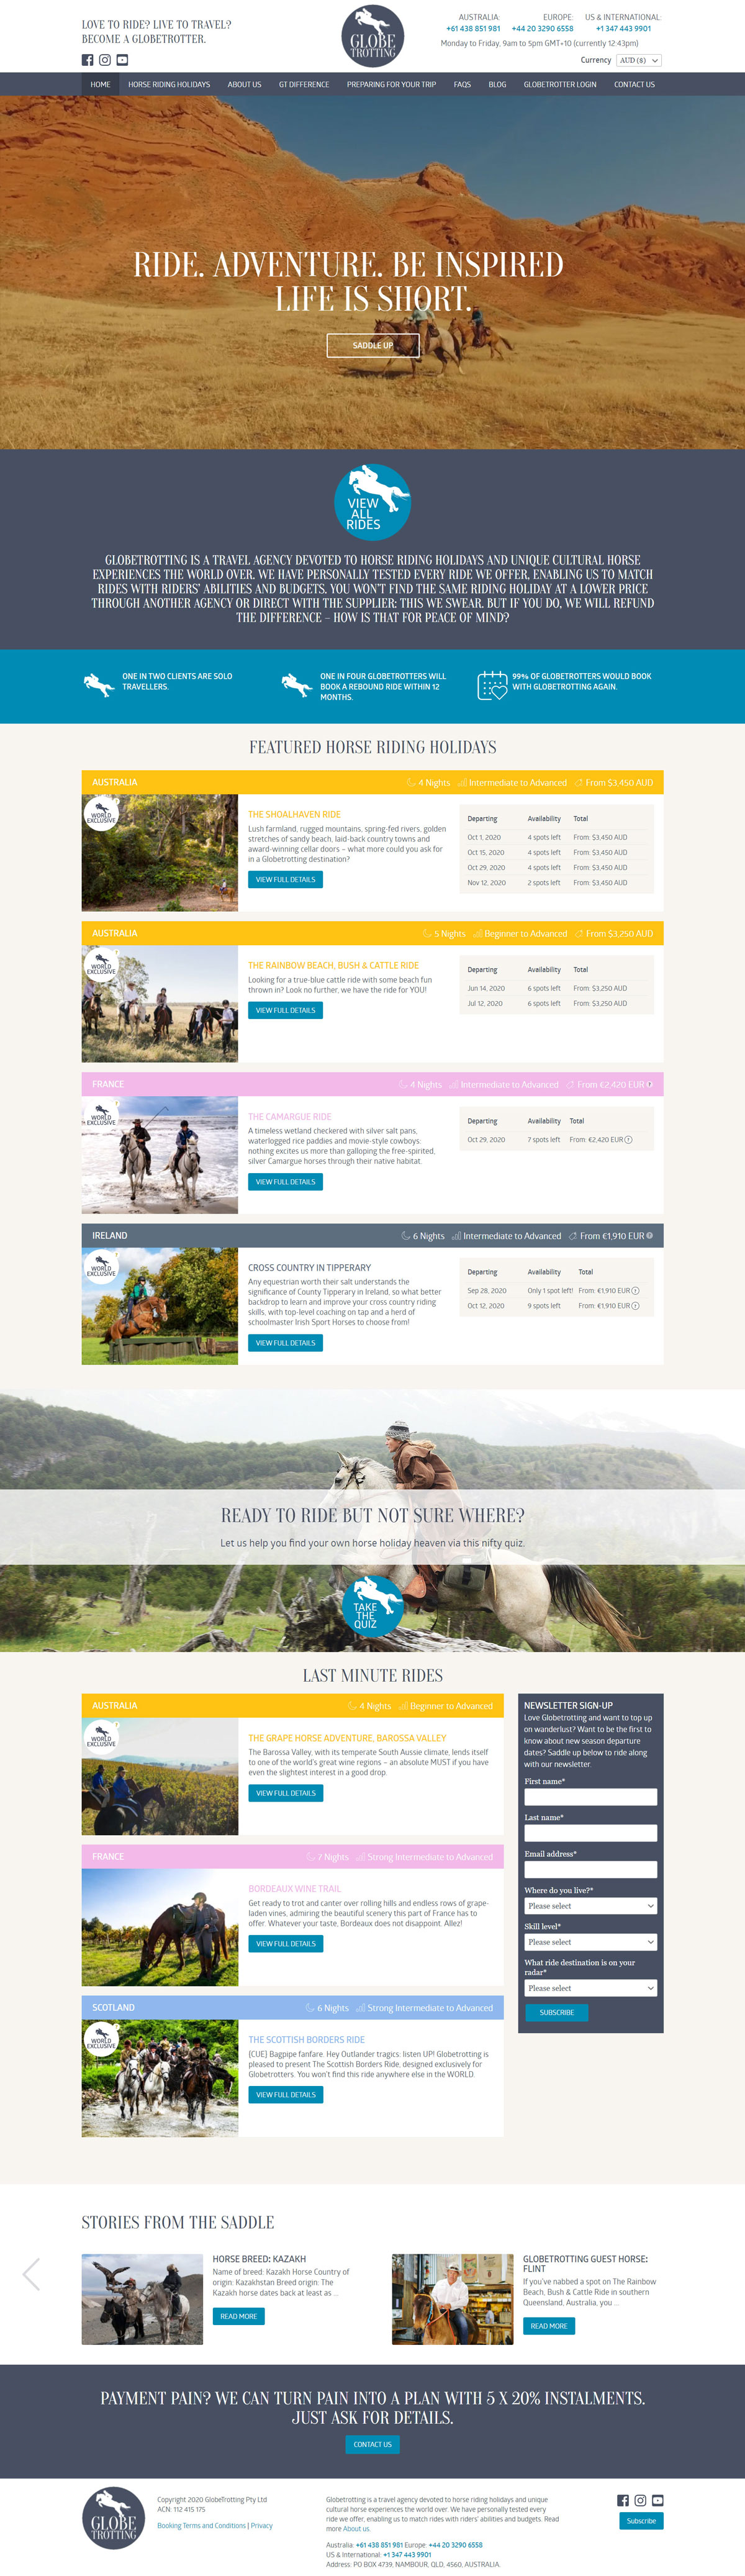 LOVE TO RIDE? LIVE TO TRAVEL?
BECOME A GLOBETROTTER.
GLOBE
TROTTING
AUSTRALIA:
+61 438 851 981
EUROPE:
+44 20 3290 6558
US & INTERNATIONAL:
+1 347 443 9901
Monday to Friday, 9am to 5pm GMT+10 (currently 12:43pm)
Currency AUD ($)
HOME HORSE RIDING HOLIDAYS ABOUT US GT DIFFERENCE PREPARING FOR YOUR TRIP FAQS BLOG GLOBETROTTER LOGIN CONTACT US
RIDE. ADVENTURE. BE INSPIRED
LIFE IS SHORT.
SADDLE UP
VIEW
ALL
RIDES
GLOBETROTTING IS A TRAVEL AGENCY DEVOTED TO HORSE RIDING HOLIDAYS AND UNIQUE CULTURAL HORSE
EXPERIENCES THE WORLD OVER. WE HAVE PERSONALLY TESTED EVERY RIDE WE OFFER, ENABLING US TO MATCH
RIDES WITH RIDERS' ABILITIES AND BUDGETS. YOU WON'T FIND THE SAME RIDING HOLIDAY AT A LOWER PRICE
THROUGH ANOTHER AGENCY OR DIRECT WITH THE SUPPLIER: THIS WE SWEAR. BUT IF YOU DO, WE WILL REFUND
THE DIFFERENCE – HOW IS THAT FOR PEACE OF MIND?
ONE IN TWO CLIENTS ARE SOLO
TRAVELLERS.
ONE IN FOUR GLOBETROTTERS WILL
BOOK A REBOUND RIDE WITHIN 12
MONTHS.
99% OF GLOBETROTTERS WOULD BOOK
WITH GLOBETROTTING AGAIN.
FEATURED HORSE RIDING HOLIDAYS
AUSTRALIA 4 Nights Intermediate to Advanced From $3,450 AUD
WORLD
EXCLUSIVE
THE SHOALHAVEN RIDE
Lush farmland, rugged mountains, spring-fed rivers, golden
stretches of sandy beach, laid-back country towns and
award-winning cellar doors – what more could you ask for
in a Globetrotting destination?
VIEW FULL DETAILS
Departing Availability Total
Oct 1, 2020 4 spots left From: $3,450 AUD
Oct 15, 2020 4 spots left From: $3,450 AUD
Oct 29, 2020 4 spots left From: $3,450 AUD
Nov 12, 2020 2 spots left From: $3,450 AUD
AUSTRALIA 5 Nights Beginner to Advanced From $3,250 AUD
WORLD
EXCLUSIVE
THE RAINBOW BEACH, BUSH & CATTLE RIDE
Looking for a true-blue cattle ride with some beach fun
thrown in? Look no further, we have the ride for YOU!
VIEW FULL DETAILS
Departing Availability Total
Jun 14, 2020 6 spots left From: $3,250 AUD
Jul 12, 2020 6 spots left From: $3,250 AUD
FRANCE 4 Nights Intermediate to Advanced From €2,420 EUR
WORLD
EXCLUSIVE
THE CAMARGUE RIDE
A timeless wetland checkered with silver salt pans,
waterlogged rice paddies and movie-style cowboys:
nothing excites us more than galloping the free-spirited,
silver Camargue horses through their native habitat.
VIEW FULL DETAILS
Departing Availability Total
Oct 29, 2020 7 spots left From: €2,420 EUR
IRELAND 6 Nights Intermediate to Advanced From €1,910 EUR
WORLD
EXCLUSIVE
CROSS COUNTRY IN TIPPERARY
Any equestrian worth their salt understands the
significance of County Tipperary in Ireland, so what better
backdrop to learn and improve your cross country riding
skills, with top-level coaching on tap and a herd of
schoolmaster Irish Sport Horses to choose from!
VIEW FULL DETAILS
Departing Availability Total
Sep 28, 2020 Only 1 spot left! From: €1,910 EUR
Oct 12, 2020 9 spots left From: €1,910 EUR
READY TO RIDE BUT NOT SURE WHERE?
Let us help you find your own horse holiday heaven via this nifty quiz.
TAKE
THE
QUIZ
LAST MINUTE RIDES
AUSTRALIA 4 Nights Beginner to Advanced
WORLD
EXCLUSIVE
THE GRAPE HORSE ADVENTURE, BAROSSA VALLEY
The Barossa Valley, with its temperate South Aussie climate, lends itself
to one of the world's great wine regions – an absolute MUST if you have
even the slightest interest in a good drop.
VIEW FULL DETAILS
FRANCE 7 Nights Strong Intermediate to Advanced
BORDEAUX WINE TRAIL
Get ready to trot and canter over rolling hills and endless rows of grape-
laden vines, admiring the beautiful scenery this part of France has to
offer. Whatever your taste, Bordeaux does not disappoint. Allez!
VIEW FULL DETAILS
SCOTLAND 6 Nights Strong Intermediate to Advanced
WORLD
EXCLUSIVE
THE SCOTTISH BORDERS RIDE
{CUE} Bagpipe fanfare. Hey Outlander tragics: listen UP! Globetrotting is
pleased to present The Scottish Borders Ride; designed exclusively for
Globetrotters. You won't find this ride anywhere else in the WORLD.
VIEW FULL DETAILS
NEWSLETTER SIGN-UP
Love Globetrotting and want to top up
on wanderlust? Want to be the first to
know about new season departure
dates? Saddle up below to ride along
with our newsletter.
First name*
Last name*
Email address*
Where do you live?*
Please select
Skill level*
Please select
What ride destination is on your
radar*
Please select
SUBSCRIBE
STORIES FROM THE SADDLE
HORSE BREED: KAZAKH
Name of breed: Kazakh Horse Country of
origin: Kazakhstan Breed origin: The
Kazakh horse dates back at least as ...
READ MORE
GLOBETROTTING GUEST HORSE:
FLINT
If you've nabbed a spot on The Rainbow
Beach, Bush & Cattle Ride in southern
Queensland, Australia, you ...
READ MORE
PAYMENT PAIN? WE CAN TURN PAIN INTO A PLAN WITH 5 X 20% INSTALMENTS.
JUST ASK FOR DETAILS.
CONTACT US
GLOBE
TROTTING
Copyright 2020 GlobeTrotting Pty Ltd
ACN: 112 415 175
Booking Terms and Conditions | Privacy
Globetrotting is a travel agency devoted to horse riding holidays and unique
cultural horse experiences the world over. We have personally tested every
ride we offer, enabling us to match rides with riders' abilities and budgets. Read
more About us.
Australia: +61 438 851 981 Europe: +44 20 3290 6558
US & International: +1 347 443 9901
Address: PO BOX 4739, NAMBOUR, QLD, 4560, AUSTRALIA.
Subscribe